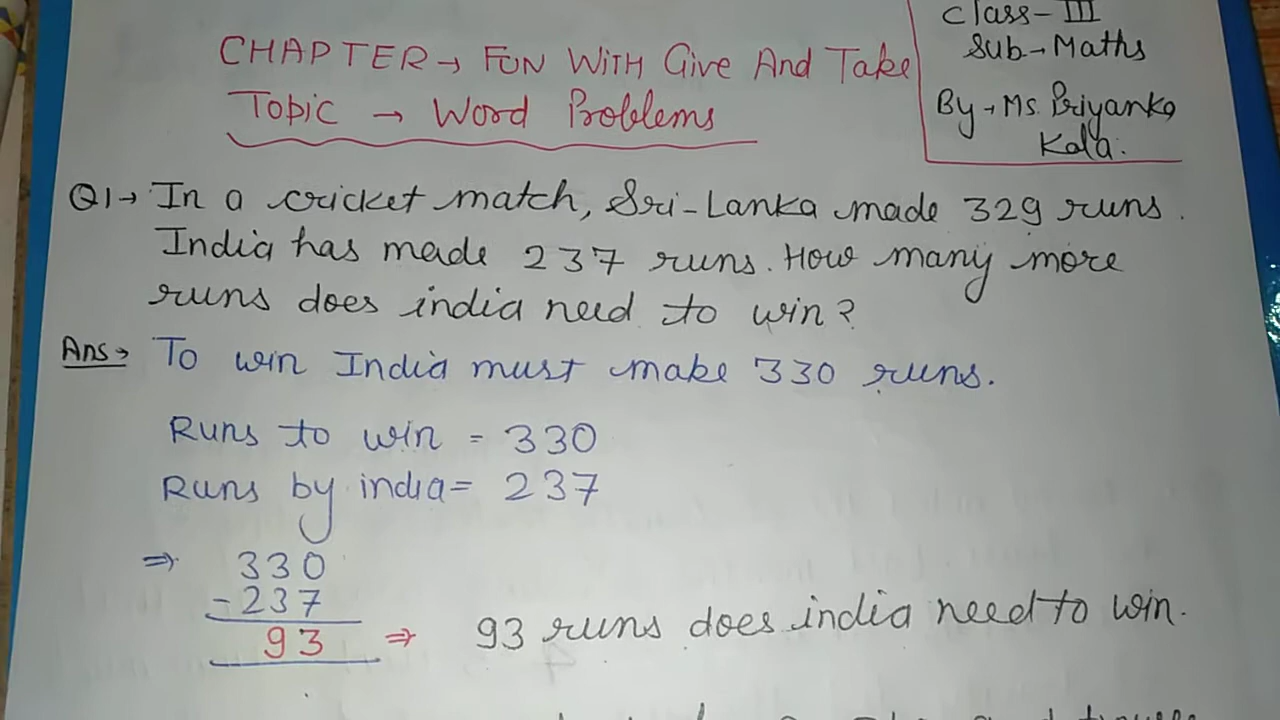 CHAPTER → FUN WITH Give And Take
Topic → Word Problems
Class - III
Sub → Maths
By → Ms. Priyanka
Kala.
Q1 → In a cricket match, Sri-Lanka made 329 runs.
India has made 237 runs. How many more
runs does india need to win?
Ans → To win India must make 330 runs.
Runs to win = 330
Runs by india = 237
⇒ 330
- 237
93 ⇒ 93 runs does india need to win.